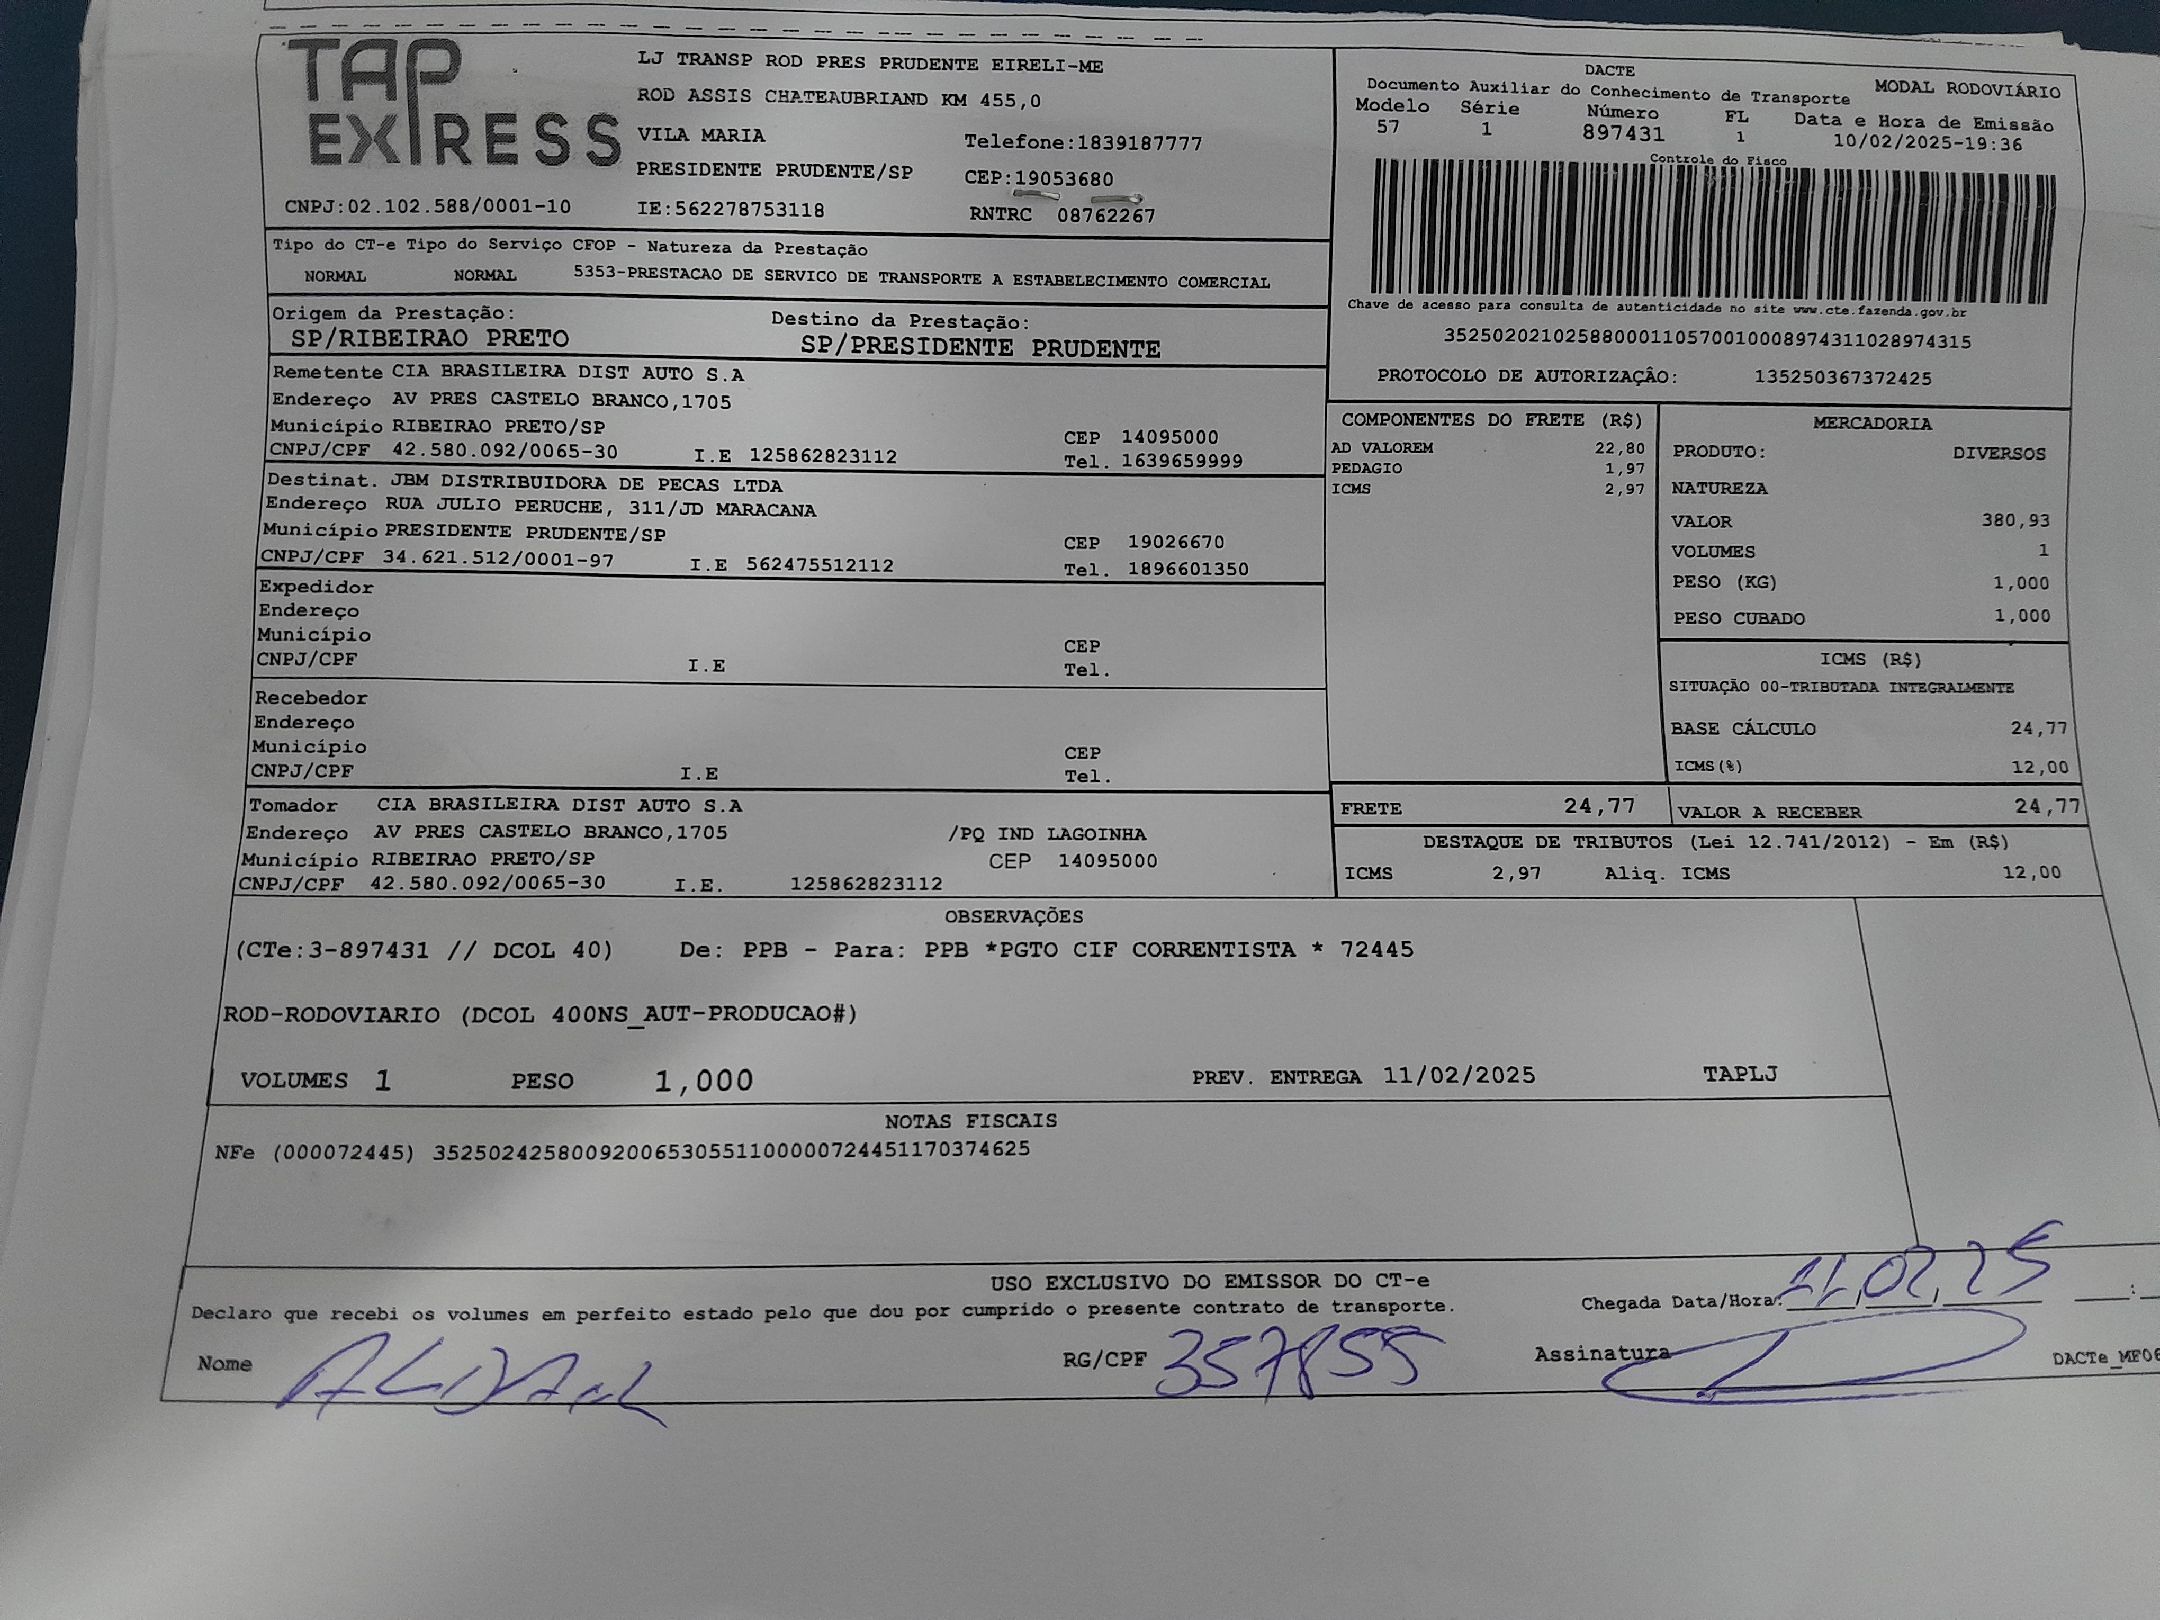 TAP EXPRESS
LJ TRANSP ROD PRES PRUDENTE EIRELI-ME
ROD ASSIS CHATEAUBRIAND KM 455,0
VILA MARIA Telefone:1839187777
PRESIDENTE PRUDENTE/SP CEP:19053680
CNPJ:02.102.588/0001-10 IE:562278753118 RNTRC 08762267
DACTE
Documento Auxiliar do Conhecimento de Transporte MODAL RODOVIÁRIO
Modelo Série Número FL Data e Hora de Emissão
57 1 897431 1 10/02/2025-19:36
Controle do Fisco
Chave de acesso para consulta de autenticidade no site www.cte.fazenda.gov.br
35250202102588000110570010008974311028974315
PROTOCOLO DE AUTORIZAÇÂO: 135250367372425
Tipo do CT-e Tipo do Serviço CFOP - Natureza da Prestação
NORMAL NORMAL 5353-PRESTACAO DE SERVICO DE TRANSPORTE A ESTABELECIMENTO COMERCIAL
Origem da Prestação: Destino da Prestação:
SP/RIBEIRAO PRETO SP/PRESIDENTE PRUDENTE
Remetente CIA BRASILEIRA DIST AUTO S.A
Endereço AV PRES CASTELO BRANCO,1705
Município RIBEIRAO PRETO/SP CEP 14095000
CNPJ/CPF 42.580.092/0065-30 I.E 125862823112 Tel. 1639659999
Destinat. JBM DISTRIBUIDORA DE PECAS LTDA
Endereço RUA JULIO PERUCHE, 311/JD MARACANA
Município PRESIDENTE PRUDENTE/SP CEP 19026670
CNPJ/CPF 34.621.512/0001-97 I.E 562475512112 Tel. 1896601350
Expedidor
Endereço
Município CEP
CNPJ/CPF I.E Tel.
Recebedor
Endereço
Município CEP
CNPJ/CPF I.E Tel.
Tomador CIA BRASILEIRA DIST AUTO S.A
Endereço AV PRES CASTELO BRANCO,1705 /PQ IND LAGOINHA
Município RIBEIRAO PRETO/SP CEP 14095000
CNPJ/CPF 42.580.092/0065-30 I.E. 125862823112
COMPONENTES DO FRETE (R$)
AD VALOREM 22,80
PEDAGIO 1,97
ICMS 2,97
MERCADORIA
PRODUTO: DIVERSOS
NATUREZA
VALOR 380,93
VOLUMES 1
PESO (KG) 1,000
PESO CUBADO 1,000
ICMS (R$)
SITUAÇÃO 00-TRIBUTADA INTEGRALMENTE
BASE CÁLCULO 24,77
ICMS(%) 12,00
FRETE 24,77 VALOR A RECEBER 24,77
DESTAQUE DE TRIBUTOS (Lei 12.741/2012) - Em (R$)
ICMS 2,97 Aliq. ICMS 12,00
OBSERVAÇÕES
(CTe:3-897431 // DCOL 40) De: PPB - Para: PPB *PGTO CIF CORRENTISTA * 72445
ROD-RODOVIARIO (DCOL 400NS_AUT-PRODUCAO#)
VOLUMES 1 PESO 1,000 PREV. ENTREGA 11/02/2025 TAPLJ
NOTAS FISCAIS
NFe (000072445) 35250242580092006530551100000724451170374625
USO EXCLUSIVO DO EMISSOR DO CT-e
Declaro que recebi os volumes em perfeito estado pelo que dou por cumprido o presente contrato de transporte. Chegada Data/Hora: 11,02,25
Nome RG/CPF 357855 Assinatura DACTe_MF06